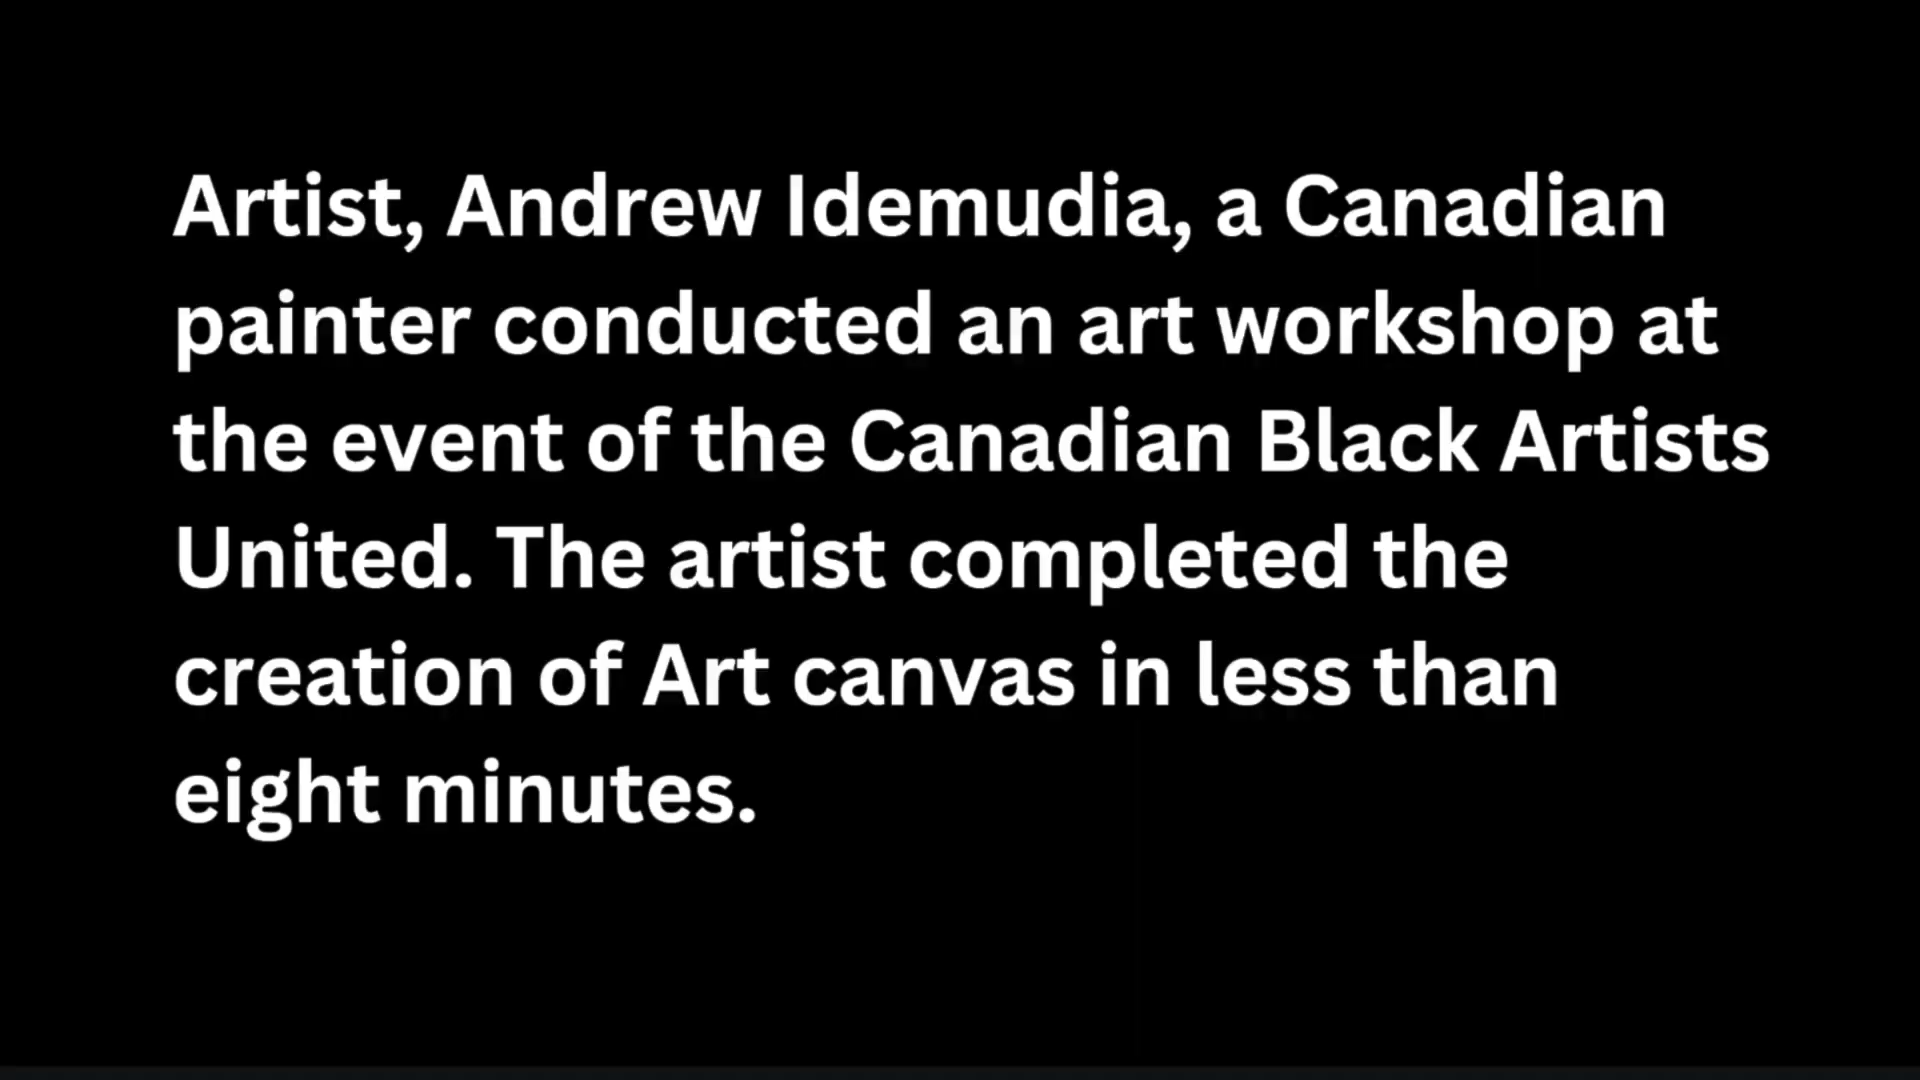 Artist, Andrew Idemudia, a Canadian
painter conducted an art workshop at
the event of the Canadian Black Artists
United. The artist completed the
creation of Art canvas in less than
eight minutes.